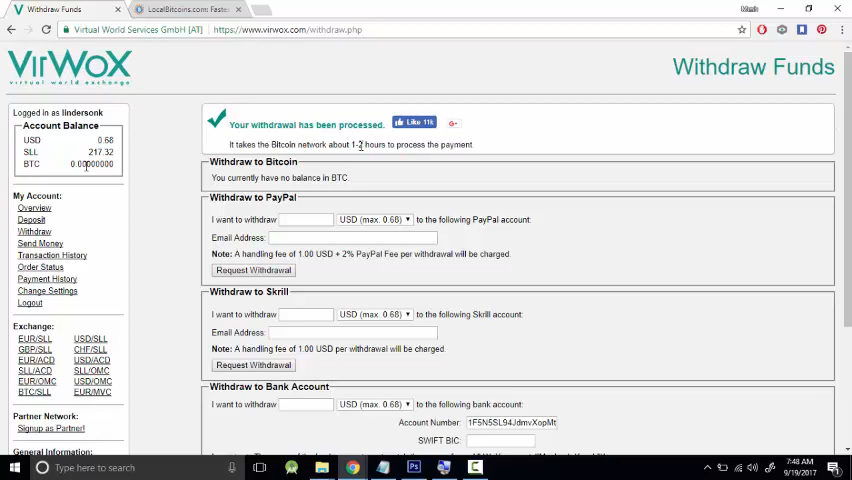 Withdraw Funds
LocalBitcoins.com: Fastes
Virtual World Services GmbH [AT]
https://www.virwox.com/withdraw.php
VirWoX
virtual world exchange
Withdraw Funds
Logged in as lindersonk
Account Balance
USD 0.68
SLL 217.32
BTC 0.00000000
My Account:
Overview
Deposit
Withdraw
Send Money
Transaction History
Order Status
Payment History
Change Settings
Logout
Exchange:
EUR/SLL USD/SLL
GBP/SLL CHF/SLL
EUR/ACD USD/ACD
SLL/ACD SLL/OMC
EUR/OMC USD/OMC
BTC/SLL EUR/MVC
Partner Network:
Signup as Partner!
General Information:
Your withdrawal has been processed. Like 11k G+
It takes the Bitcoin network about 1-2 hours to process the payment.
Withdraw to Bitcoin
You currently have no balance in BTC.
Withdraw to PayPal
I want to withdraw USD (max. 0.68) to the following PayPal account:
Email Address:
Note: A handling fee of 1.00 USD + 2% PayPal Fee per withdrawal will be charged.
Request Withdrawal
Withdraw to Skrill
I want to withdraw USD (max. 0.68) to the following Skrill account:
Email Address:
Note: A handling fee of 1.00 USD per withdrawal will be charged.
Request Withdrawal
Withdraw to Bank Account
I want to withdraw USD (max. 0.68) to the following bank account:
Account Number: 1F5N5SL94JdmvXopMt
SWIFT BIC:
Type here to search
7:48 AM
9/19/2017